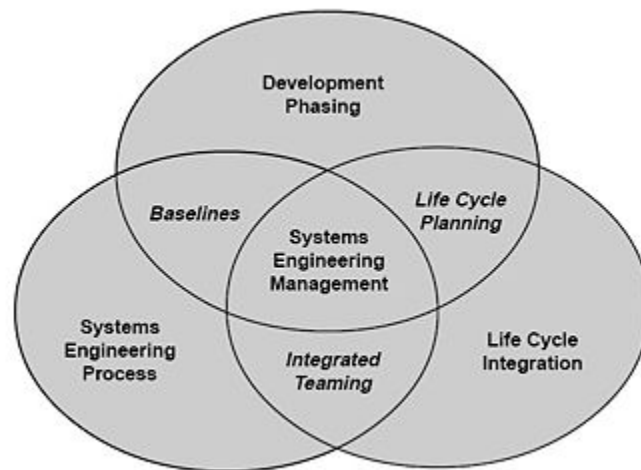 Development
Phasing
Baselines
Life Cycle
Planning
Systems
Engineering
Management
Systems
Engineering
Process
Integrated
Teaming
Life Cycle
Integration